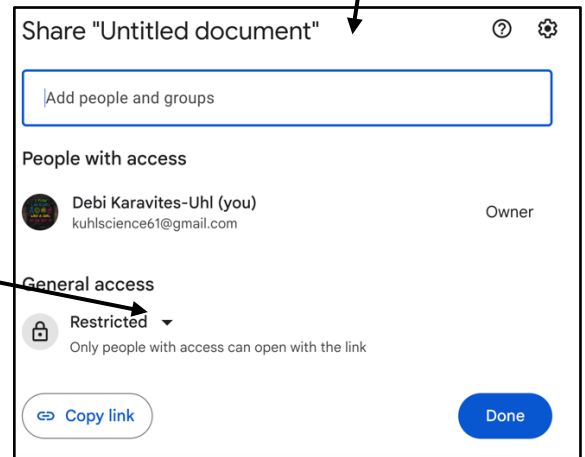 Share "Untitled document"
Add people and groups
People with access
Debi Karavites-Uhl (you)
kuhlscience61@gmail.com
Owner
General access
Restricted
Only people with access can open with the link
Copy link
Done